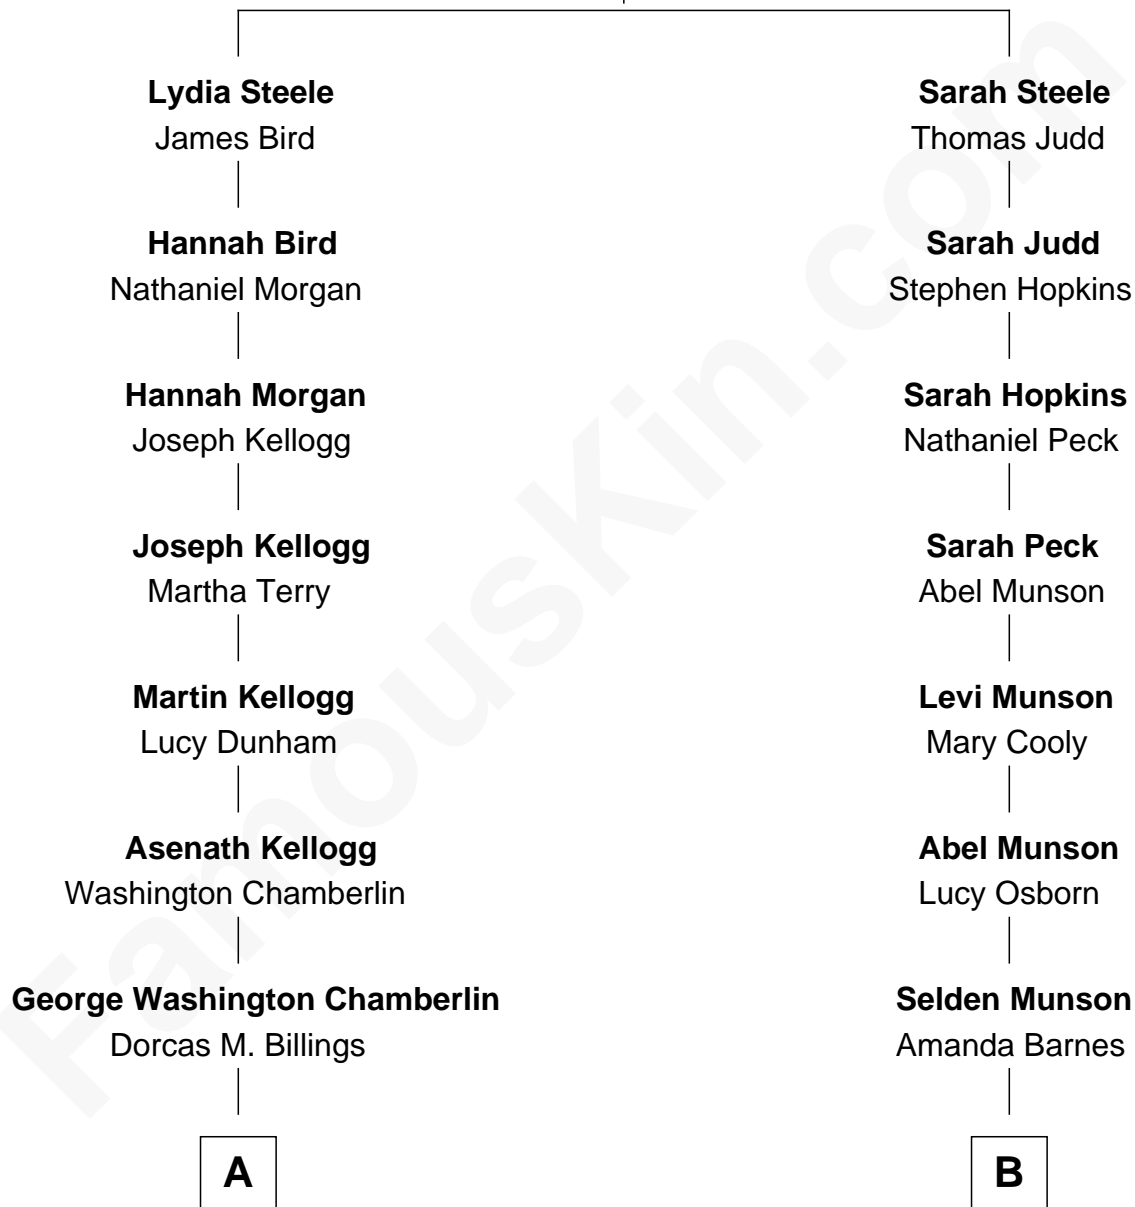 Lydia Steele
James Bird
Hannah Bird
Nathaniel Morgan
Hannah Morgan
Joseph Kellogg
Joseph Kellogg
Martha Terry
Martin Kellogg
Lucy Dunham
Asenath Kellogg
Washington Chamberlin
George Washington Chamberlin
Dorcas M. Billings
A
Sarah Steele
Thomas Judd
Sarah Judd
Stephen Hopkins
Sarah Hopkins
Nathaniel Peck
Sarah Peck
Abel Munson
Levi Munson
Mary Cooly
Abel Munson
Lucy Osborn
Selden Munson
Amanda Barnes
B
FamousKin.com